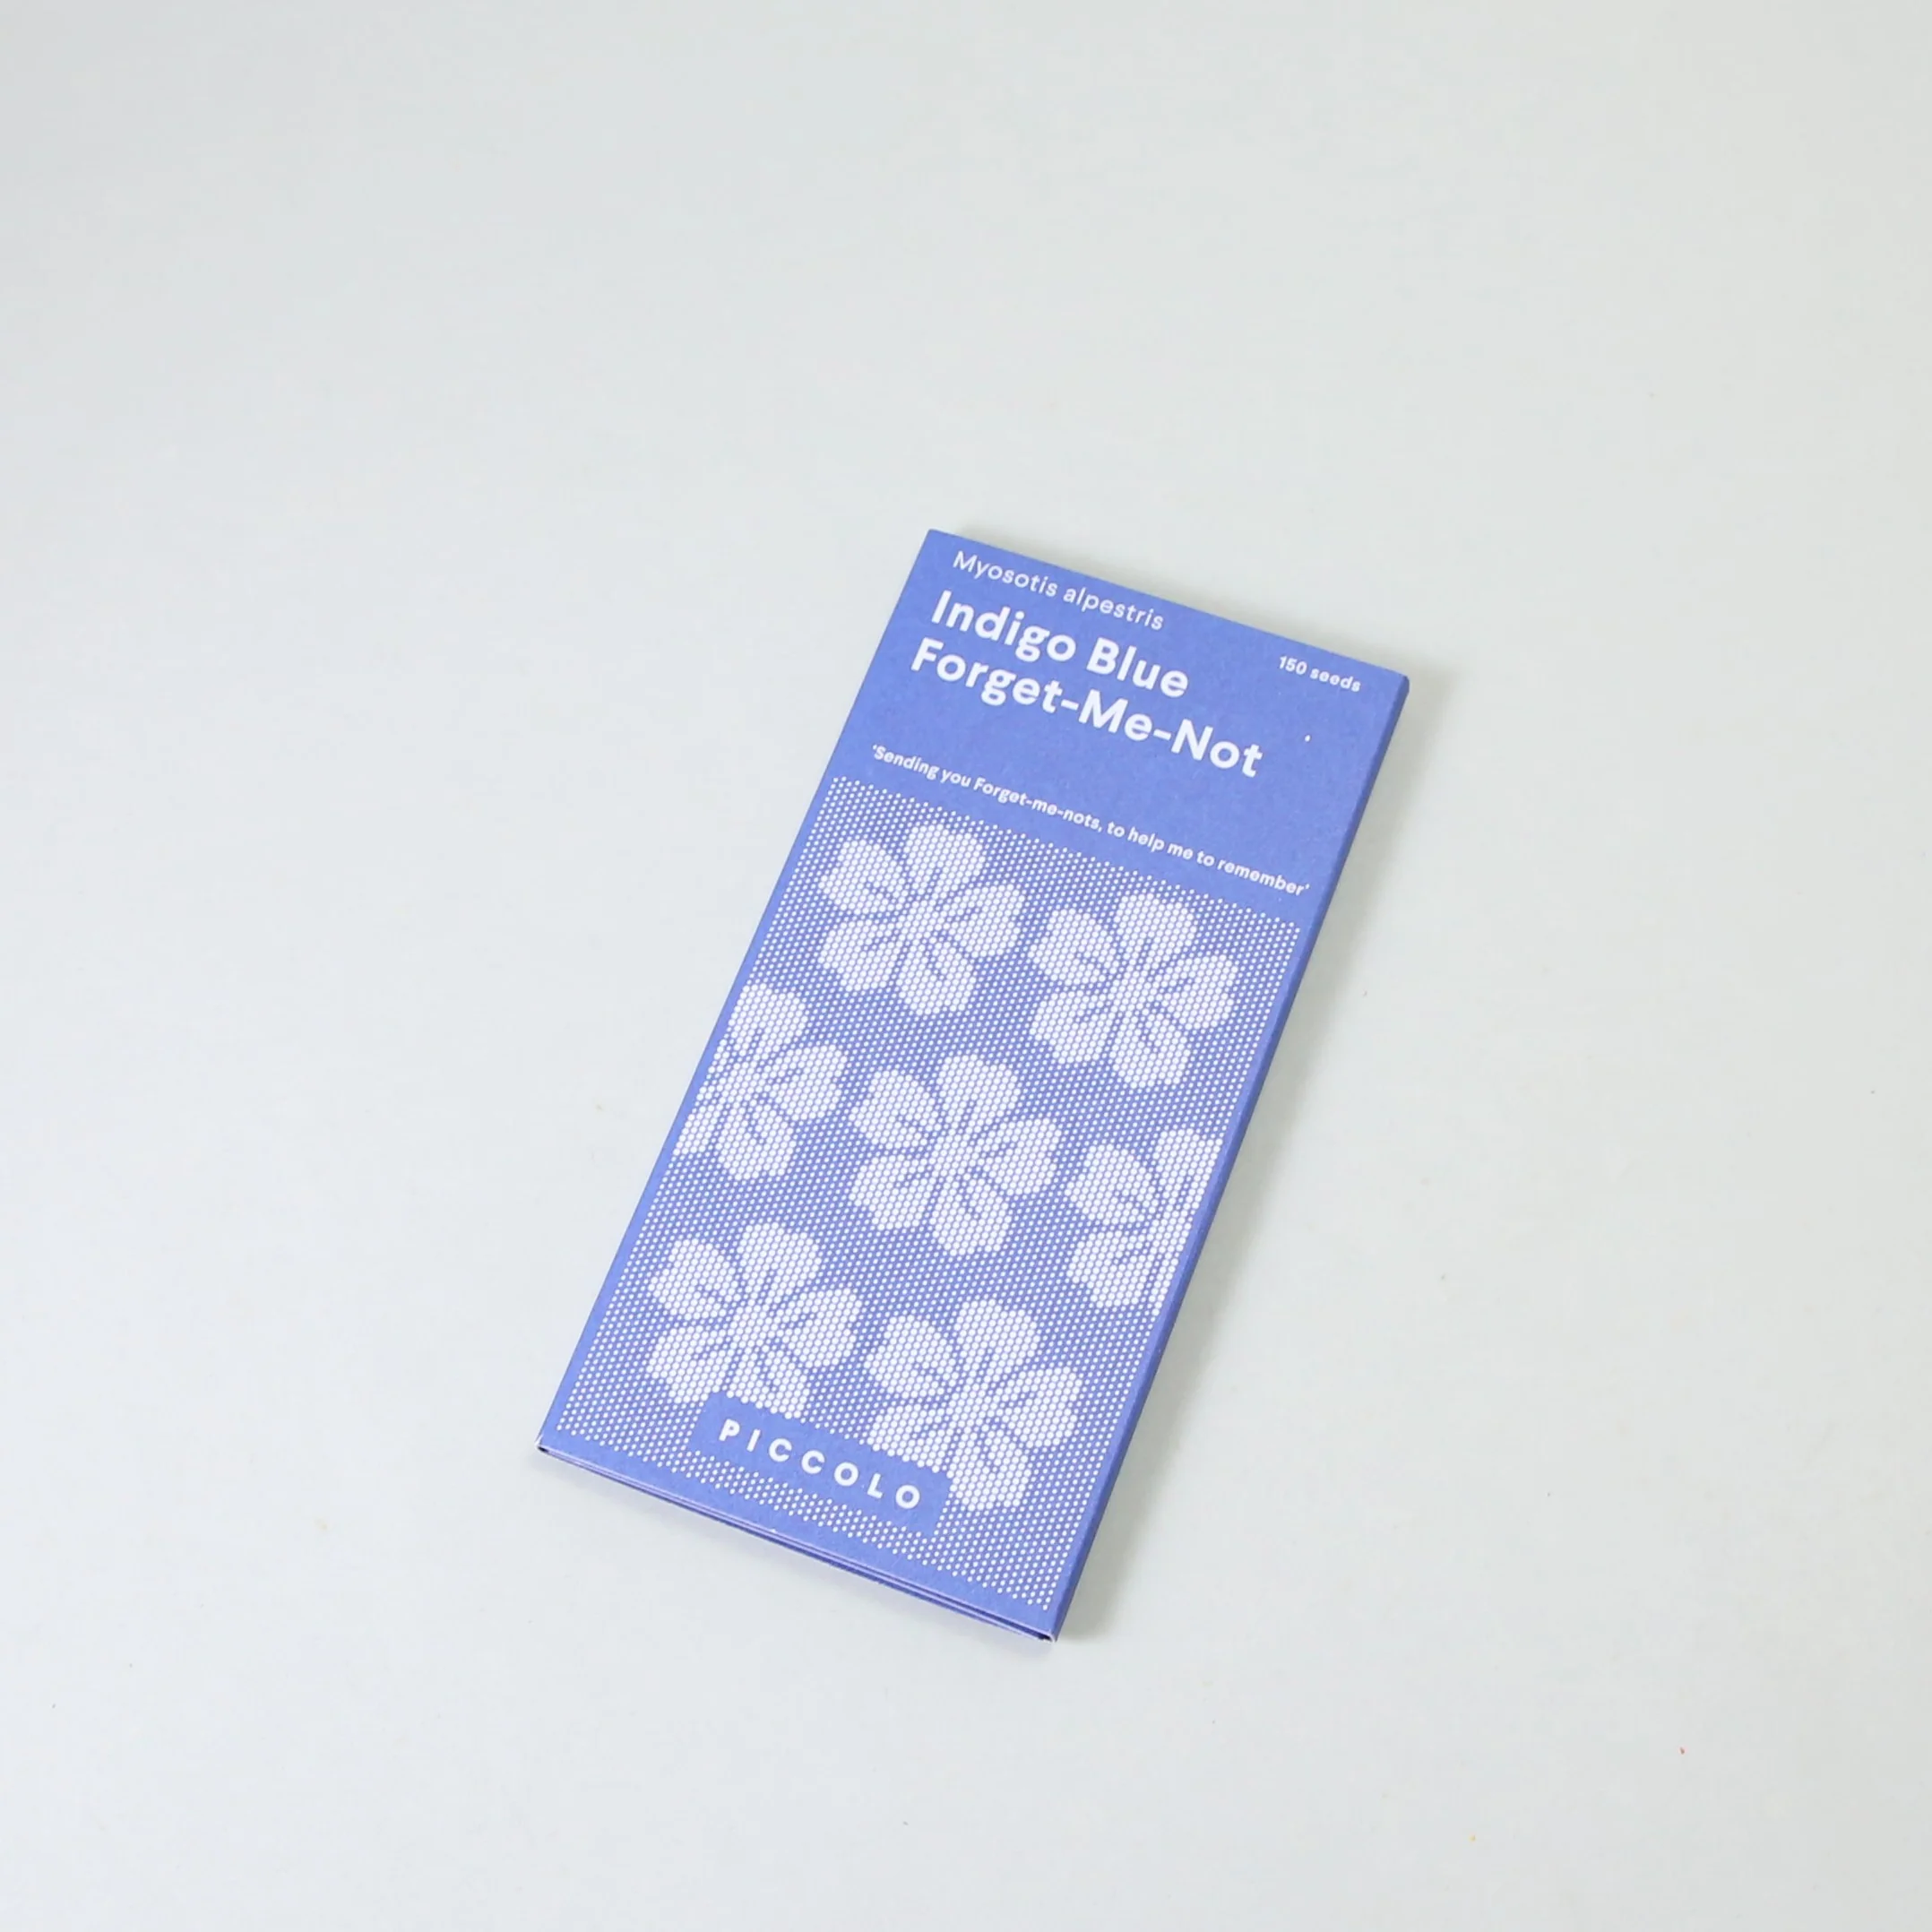 Myosotis alpestris
Indigo Blue
Forget-Me-Not
150 seeds
'Sending you Forget-me-nots, to help me to remember'
PICCOLO